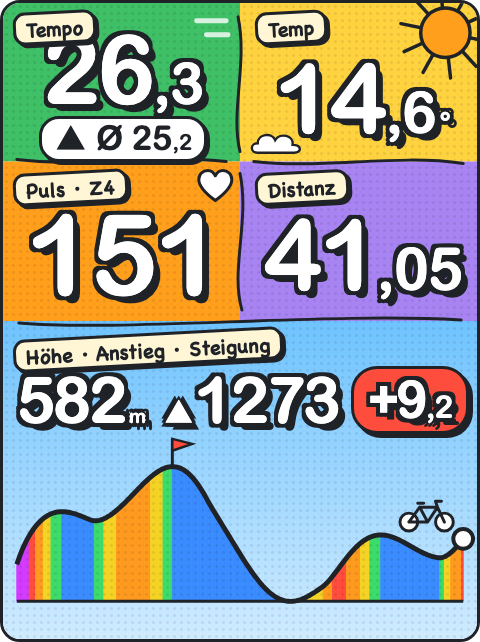 Tempo
26,3
▲ Ø 25,2
Temp
14,6°
Puls · Z4
151
Distanz
41,05
Höhe · Anstieg · Steigung
582m ▲1273 +9,2